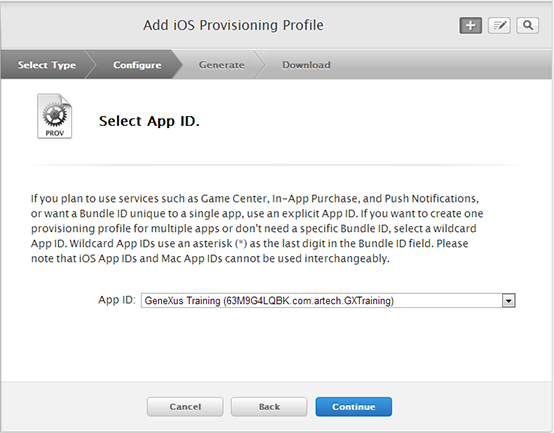 Add iOS Provisioning Profile
Select Type
Configure
Generate
Download
PROV
Select App ID.
If you plan to use services such as Game Center, In-App Purchase, and Push Notifications,
or want a Bundle ID unique to a single app, use an explicit App ID. If you want to create one
provisioning profile for multiple apps or don't need a specific Bundle ID, select a wildcard
App ID. Wildcard App IDs use an asterisk (*) as the last digit in the Bundle ID field. Please
note that iOS App IDs and Mac App IDs cannot be used interchangeably.
App ID: GeneXus Training (63M9G4LQBK.com.artech.GXTraining)
Cancel
Back
Continue